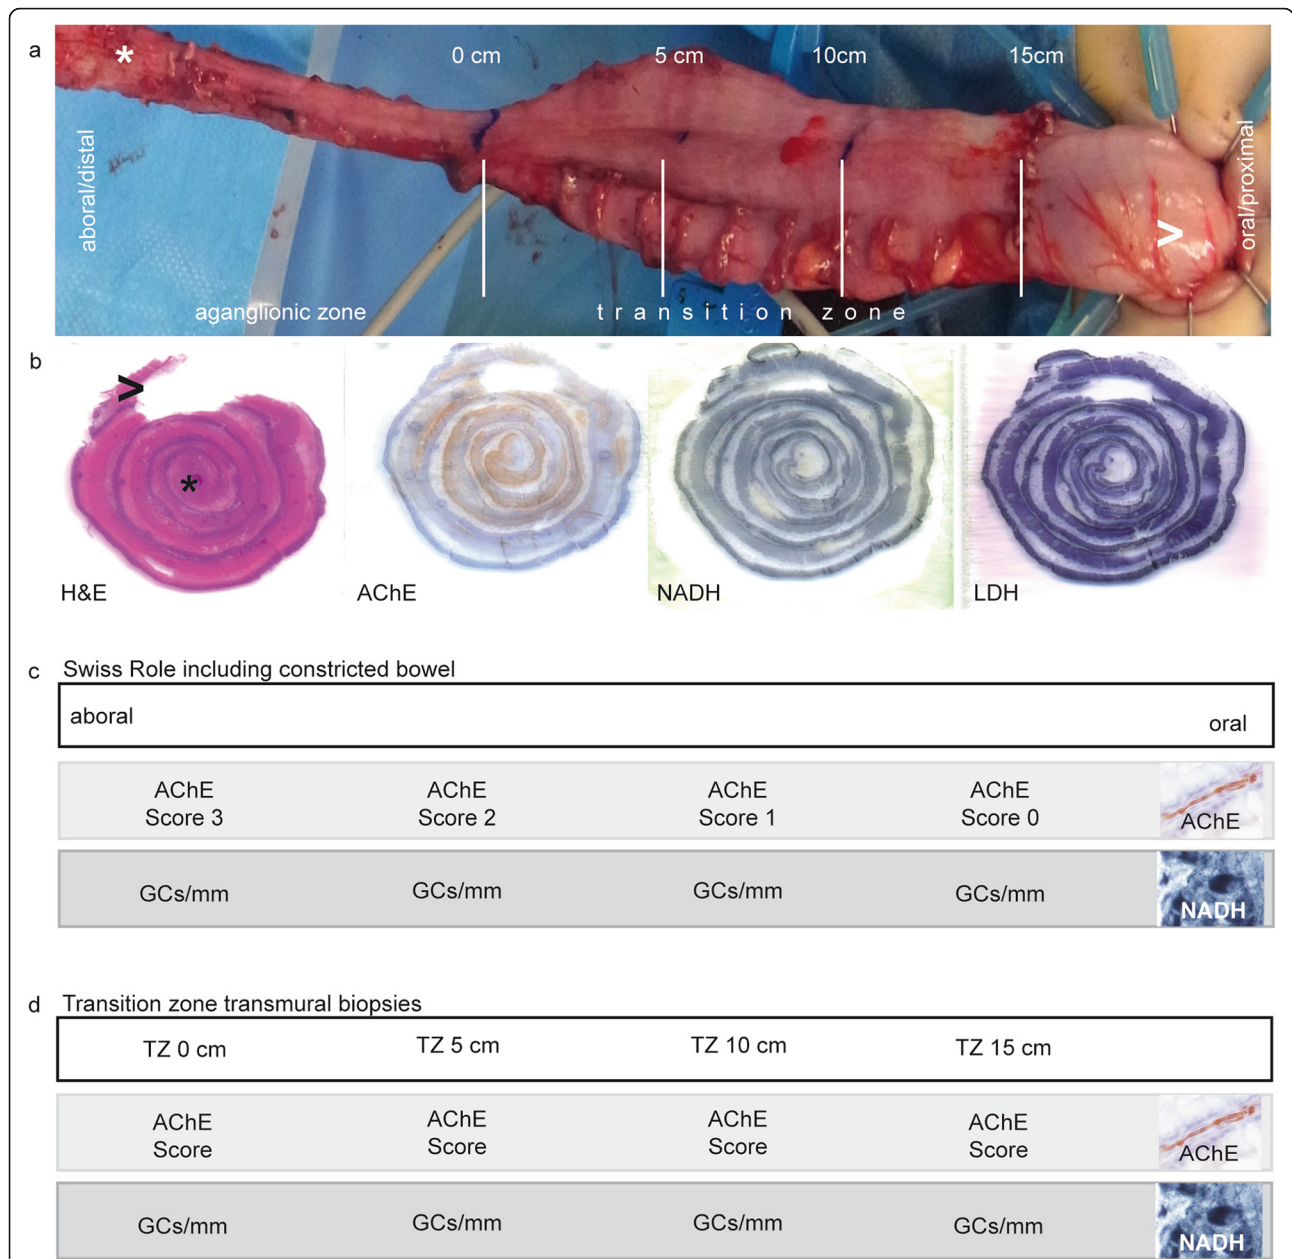 a
*
0 cm
5 cm
10cm
15cm
aboral/distal
oral/proximal
>
aganglionic zone
transition zone
b
>
*
H&E
AChE
NADH
LDH
c Swiss Role including constricted bowel
aboral
oral
AChE Score 3
AChE Score 2
AChE Score 1
AChE Score 0
AChE
GCs/mm
GCs/mm
GCs/mm
GCs/mm
NADH
d Transition zone transmural biopsies
TZ 0 cm
TZ 5 cm
TZ 10 cm
TZ 15 cm
AChE Score
AChE Score
AChE Score
AChE Score
AChE
GCs/mm
GCs/mm
GCs/mm
GCs/mm
NADH